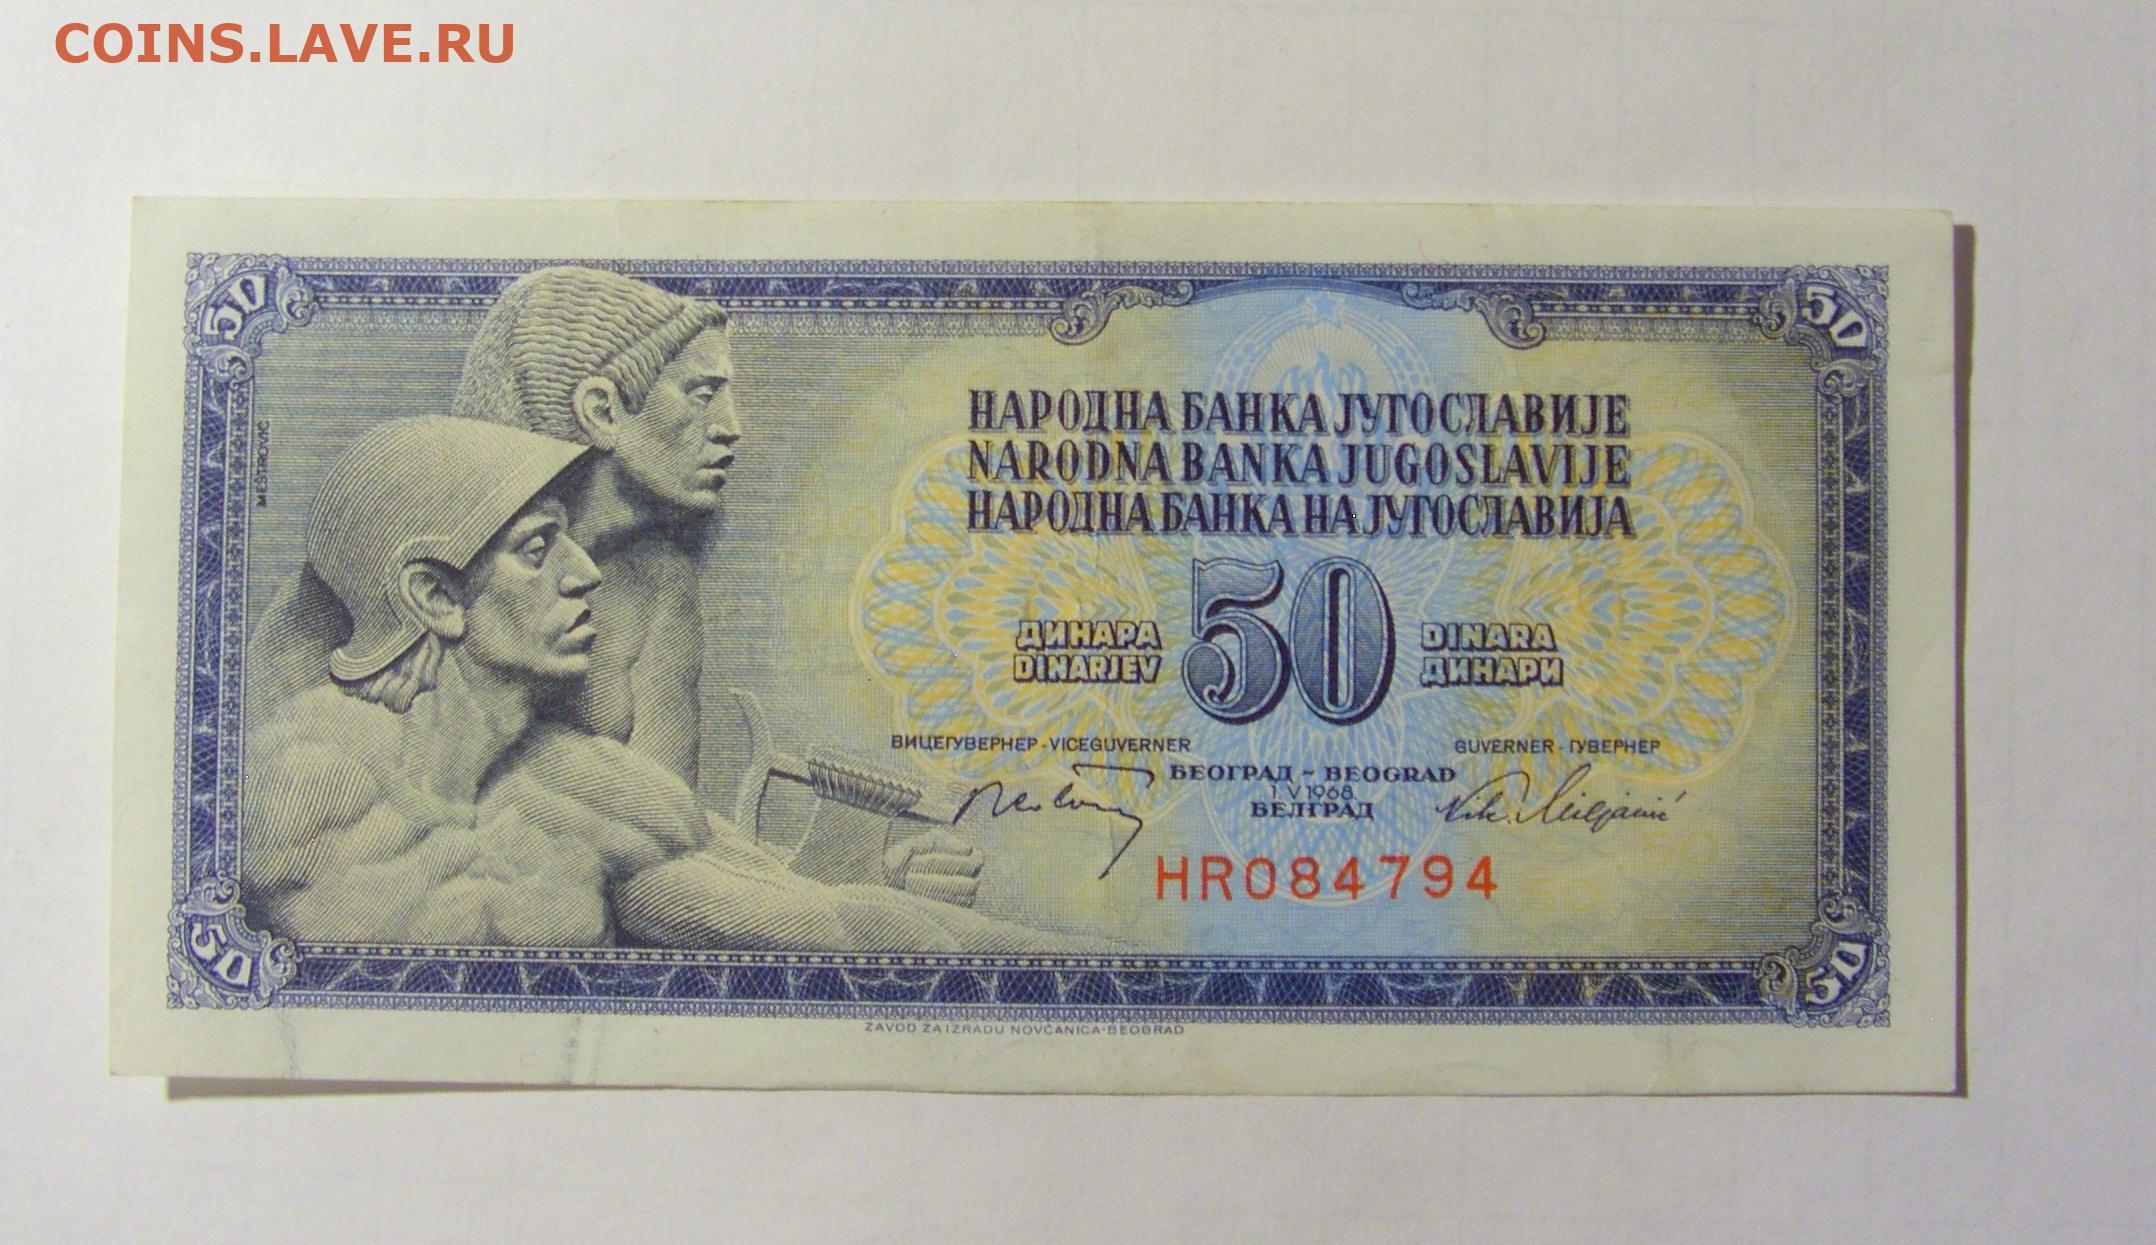 COINS.LAVE.RU
50
50
MEŠTROVIĆ
НАРОДНА БАНКА ЈУГОСЛАВИЈЕ
NARODNA BANKA JUGOSLAVIJE
НАРОДНА БАНКА НА ЈУГОСЛАВИЈА
ДИНАРА 50 DINARA
DINARJEV ДИНАРИ
ВИЦЕГУВЕРНЕР - VICEGUVERNER
GUVERNER - ГУВЕРНЕР
БЕОГРАД ~ BEOGRAD
1. V 1968.
БЕЛГРАД
HR084794
50
50
ZAVOD ZA IZRADU NOVČANICA-BEOGRAD